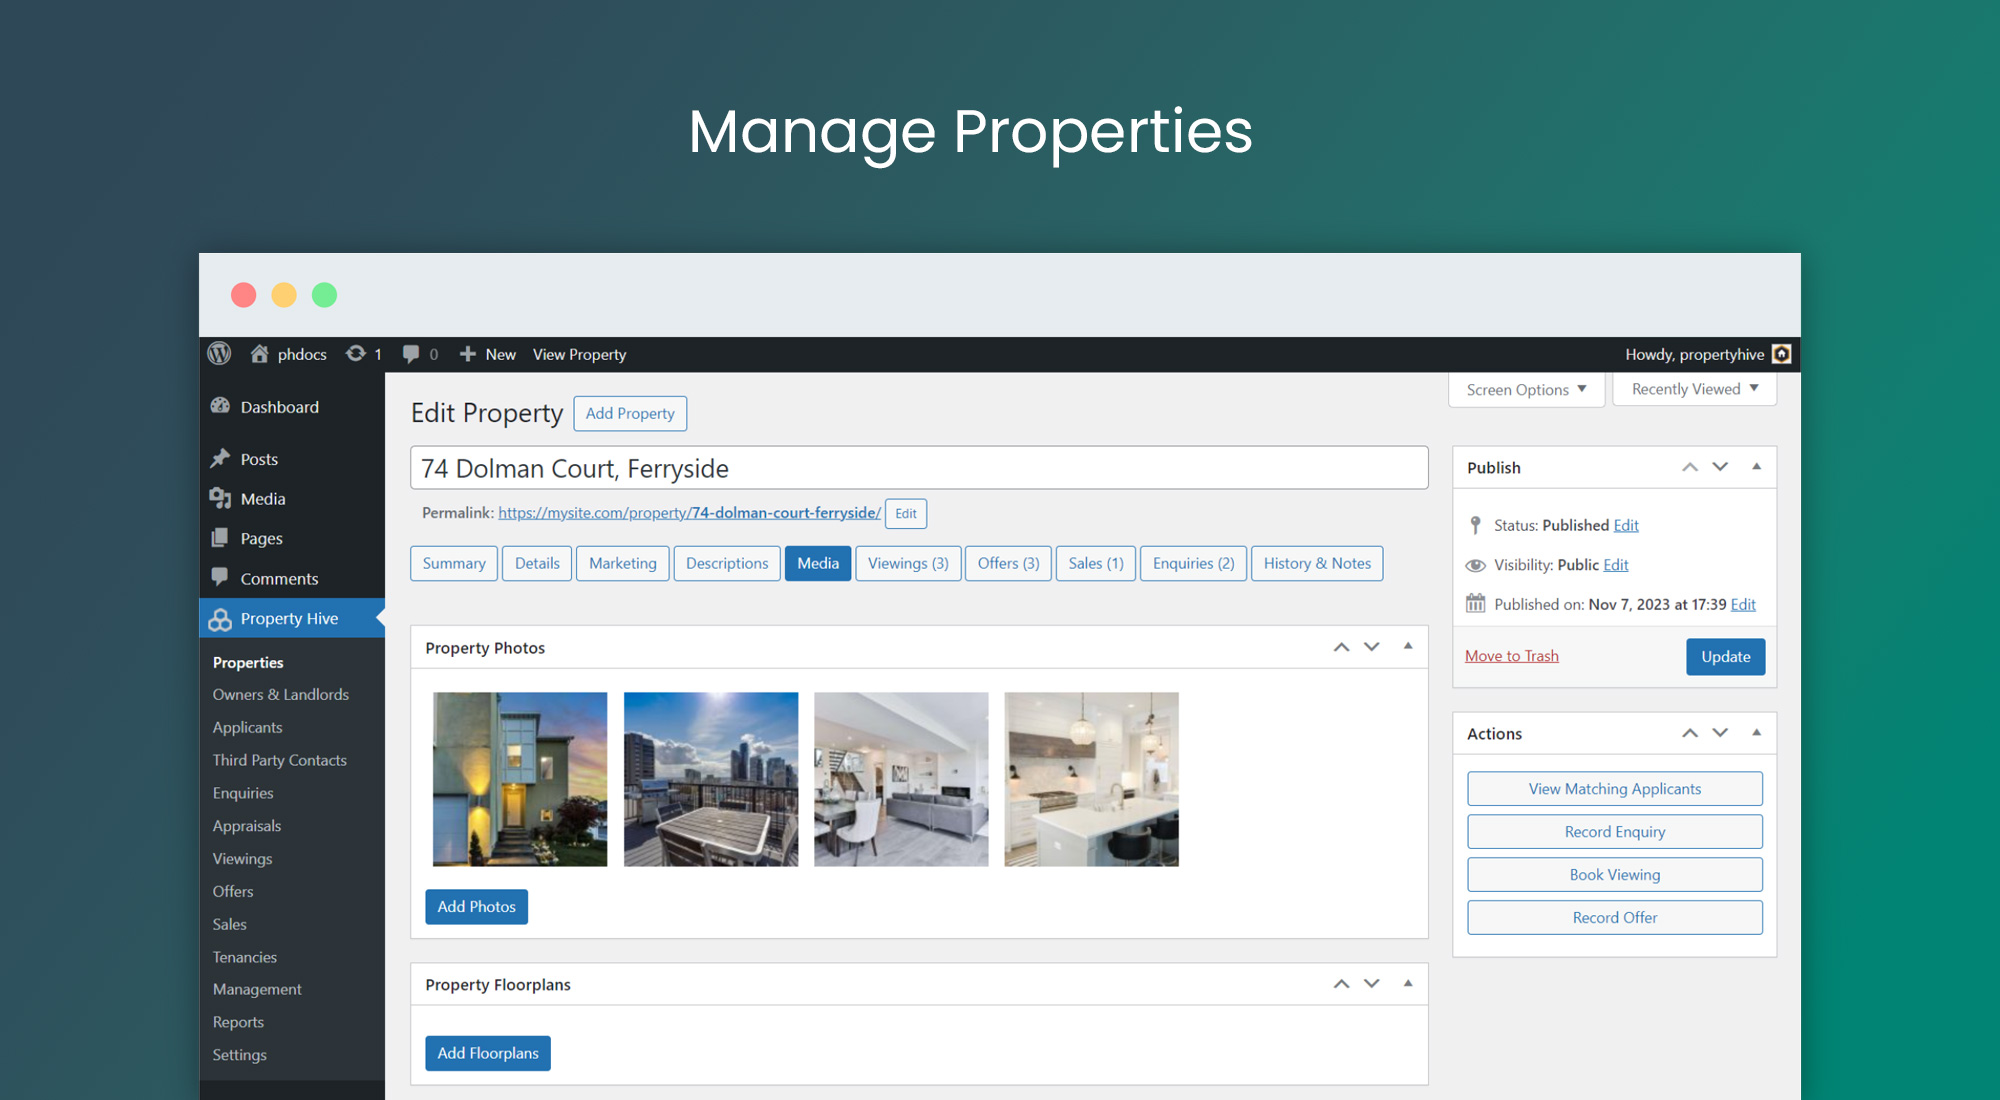 Manage Properties
phdocs 1 0 New View Property Howdy, propertyhive
Screen Options Recently Viewed
Dashboard
Posts
Media
Pages
Comments
Property Hive
Properties
Owners & Landlords
Applicants
Third Party Contacts
Enquiries
Appraisals
Viewings
Offers
Sales
Tenancies
Management
Reports
Settings
Edit Property Add Property
74 Dolman Court, Ferryside
Permalink: https://mysite.com/property/74-dolman-court-ferryside/ Edit
Summary Details Marketing Descriptions Media Viewings (3) Offers (3) Sales (1) Enquiries (2) History & Notes
Property Photos
Add Photos
Property Floorplans
Add Floorplans
Publish
Status: Published Edit
Visibility: Public Edit
Published on: Nov 7, 2023 at 17:39 Edit
Move to Trash Update
Actions
View Matching Applicants
Record Enquiry
Book Viewing
Record Offer